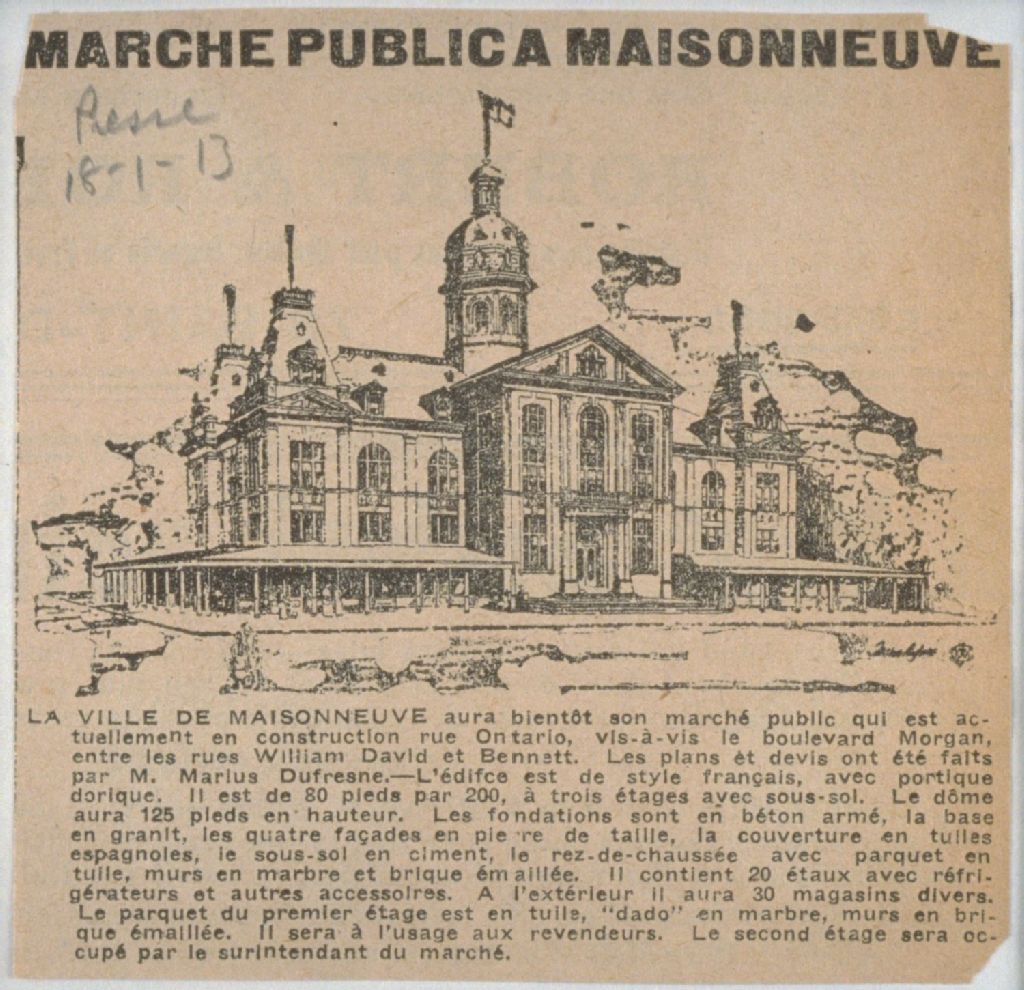 MARCHE PUBLIC A MAISONNEUVE
Presse
18-1-13
LA VILLE DE MAISONNEUVE aura bientôt son marché public qui est ac-
tuellement en construction rue Ontario, vis-à-vis le boulevard Morgan,
entre les rues William David et Bennett. Les plans et devis ont été faits
par M. Marius Dufresne.—L'édifce est de style français, avec portique
dorique. Il est de 80 pieds par 200, à trois étages avec sous-sol. Le dôme
aura 125 pieds en hauteur. Les fondations sont en béton armé, la base
en granit, les quatre façades en pierre de taille, la couverture en tuiles
espagnoles, le sous-sol en ciment, le rez-de-chaussée avec parquet en
tuile, murs en marbre et brique émaillée. Il contient 20 étaux avec réfri-
gérateurs et autres accessoires. A l'extérieur il aura 30 magasins divers.
Le parquet du premier étage est en tuile, "dado" en marbre, murs en bri-
que émaillée. Il sera à l'usage aux revendeurs. Le second étage sera oc-
cupé par le surintendant du marché.